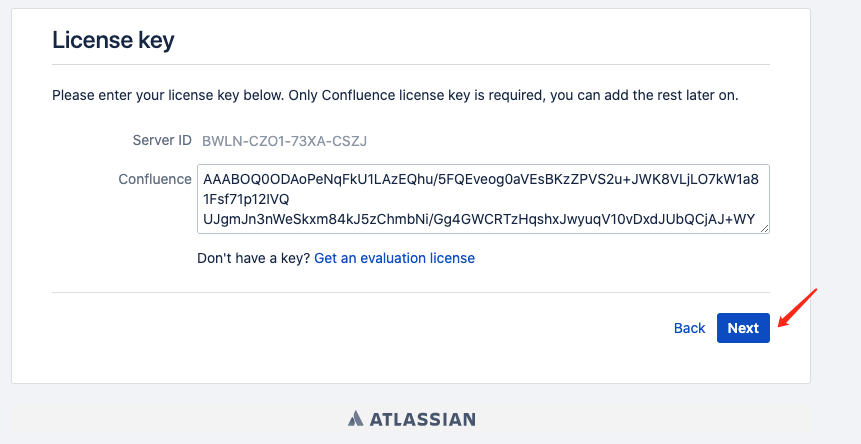 License key
Please enter your license key below. Only Confluence license key is required, you can add the rest later on.
Server ID BWLN-CZO1-73XA-CSZJ
Confluence AAABOQ0ODAoPeNqFkU1LAzEQhu/5FQEveog0aVEsBKzZPVS2u+JWK8VLjLO7kW1a8
1Fsf71p12IVQ
UJgmJn3nWeSkxm84kJ5zChmbNi/Gg4GWCRTzHqshxJwyuqV10vDxdJUbQCjAJ+WY
Don't have a key? Get an evaluation license
Back Next
ATLASSIAN